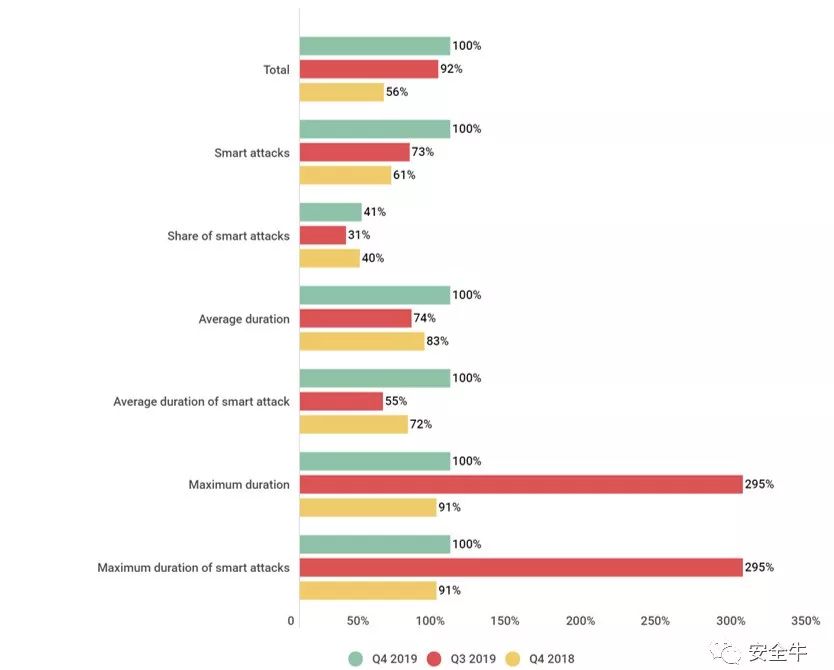 100%
Total
92%
56%
100%
Smart attacks
73%
61%
41%
Share of smart attacks
31%
40%
100%
Average duration
74%
83%
100%
Average duration of smart attack
55%
72%
100%
Maximum duration
295%
91%
100%
Maximum duration of smart attacks
295%
91%
0 50% 100% 150% 200% 250% 300% 350%
Q4 2019 Q3 2019 Q4 2018
安全牛